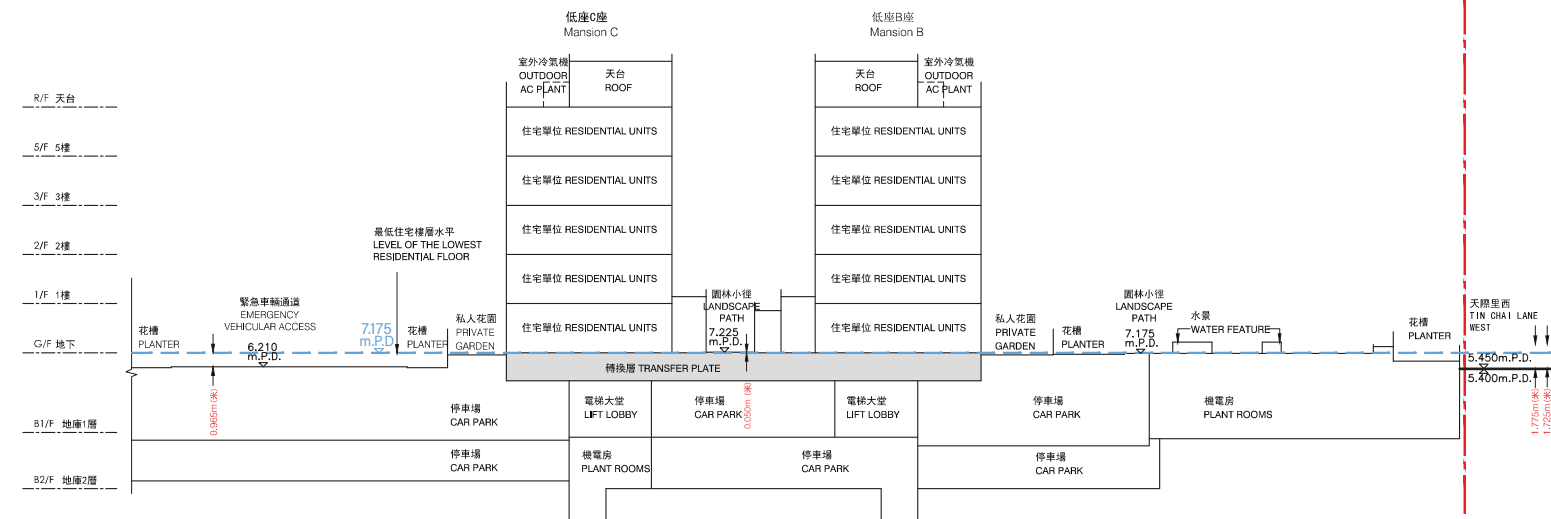 低座C座
Mansion C
低座B座
Mansion B
室外冷氣機
OUTDOOR
AC PLANT
天台
ROOF
天台
ROOF
室外冷氣機
OUTDOOR
AC PLANT
R/F 天台
住宅單位 RESIDENTIAL UNITS
住宅單位 RESIDENTIAL UNITS
5/F 5樓
住宅單位 RESIDENTIAL UNITS
住宅單位 RESIDENTIAL UNITS
3/F 3樓
住宅單位 RESIDENTIAL UNITS
住宅單位 RESIDENTIAL UNITS
2/F 2樓
最低住宅樓層水平
LEVEL OF THE LOWEST
RESIDENTIAL FLOOR
住宅單位 RESIDENTIAL UNITS
住宅單位 RESIDENTIAL UNITS
1/F 1樓
花槽
PLANTER
緊急車輛通道
EMERGENCY
VEHICULAR ACCESS
6.210
m.P.D.
7.175
m.P.D.
花槽
PLANTER
私人花園
PRIVATE
GARDEN
住宅單位 RESIDENTIAL UNITS
園林小徑
LANDSCAPE
PATH
7.225
m.P.D.
住宅單位 RESIDENTIAL UNITS
私人花園
PRIVATE
GARDEN
花槽
PLANTER
園林小徑
LANDSCAPE
PATH
7.175
m.P.D.
水景
WATER FEATURE
花槽
PLANTER
天際里西
TIN CHAI LANE
WEST
5.450m.P.D.
5.400m.P.D.
G/F 地下
轉換層 TRANSFER PLATE
0.965m(米)
0.050m(米)
1.775m(米)
1.725m(米)
停車場
CAR PARK
電梯大堂
LIFT LOBBY
停車場
CAR PARK
電梯大堂
LIFT LOBBY
停車場
CAR PARK
機電房
PLANT ROOMS
B1/F 地庫1層
停車場
CAR PARK
機電房
PLANT ROOMS
停車場
CAR PARK
停車場
CAR PARK
B2/F 地庫2層